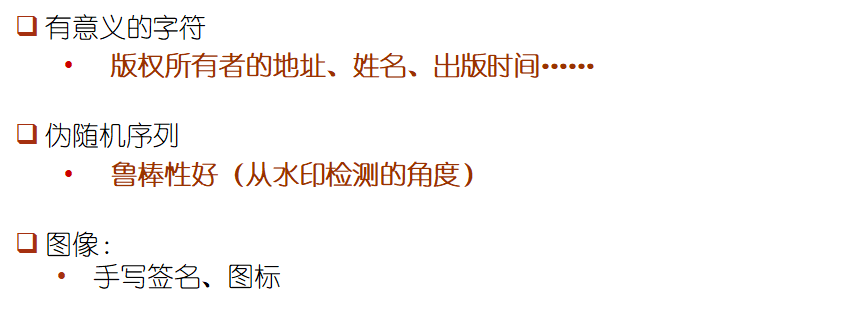 ❑ 有意义的字符
• 版权所有者的地址、姓名、出版时间……
❑ 伪随机序列
• 鲁棒性好（从水印检测的角度）
❑ 图像：
• 手写签名、图标